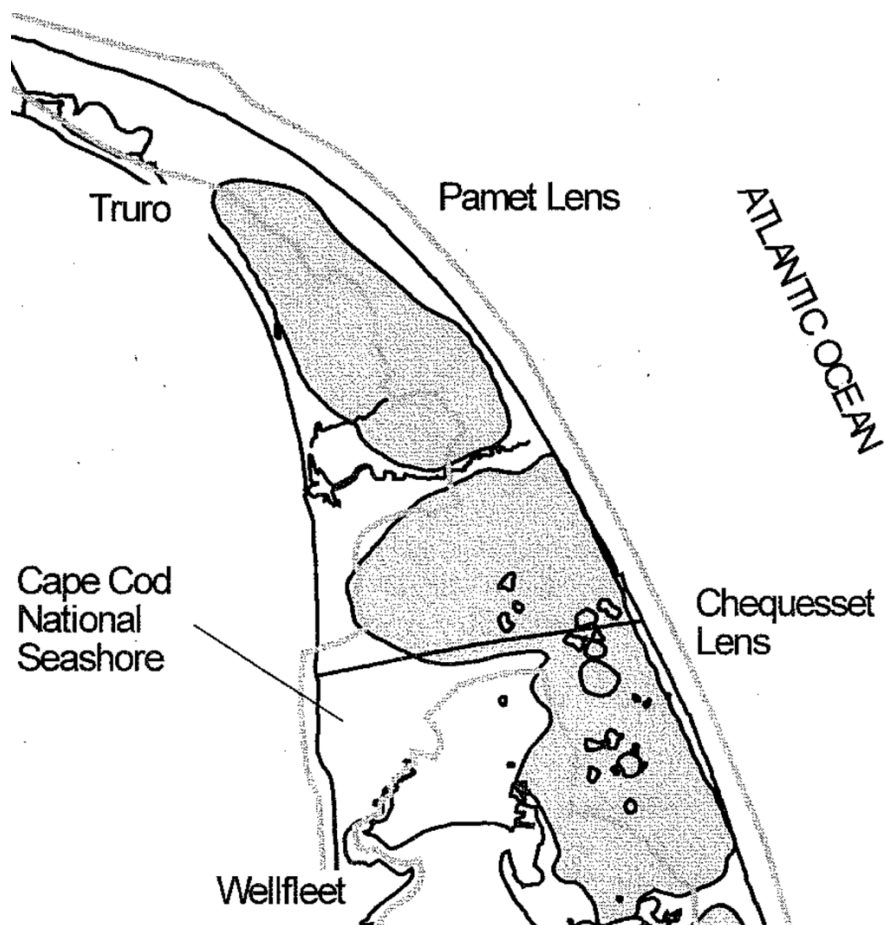 Truro
Pamet Lens
ATLANTIC OCEAN
Cape Cod
National
Seashore
Chequesset
Lens
Wellfleet